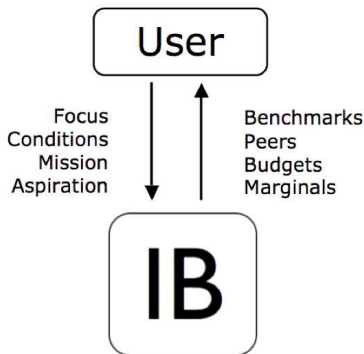 User
Focus
Conditions
Mission
Aspiration
Benchmarks
Peers
Budgets
Marginals
IB